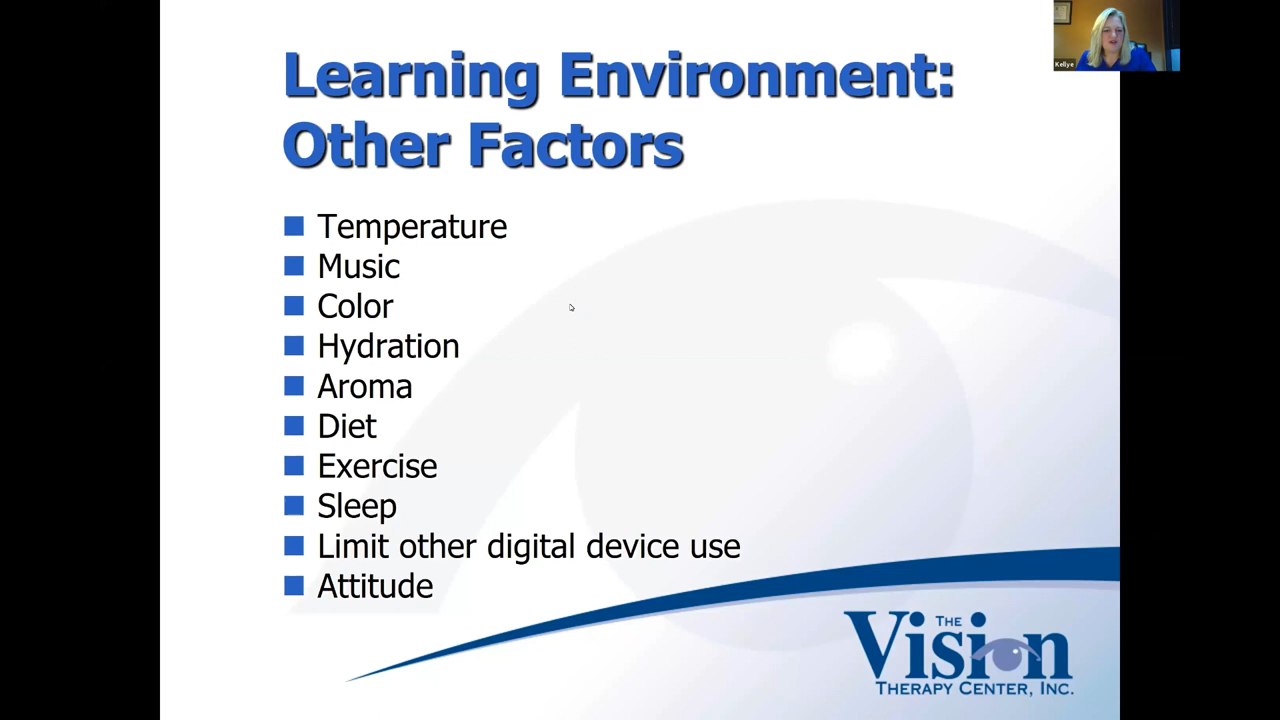 Learning Environment:
Other Factors
Temperature
Music
Color
Hydration
Aroma
Diet
Exercise
Sleep
Limit other digital device use
Attitude
THE
Vision
THERAPY CENTER, INC.
Kellye